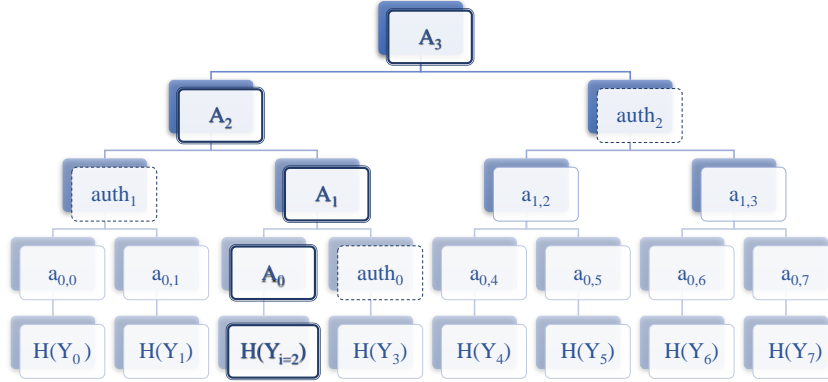 A₃
A₂ auth₂
auth₁ A₁ a₁,₂ a₁,₃
a₀,₀ a₀,₁ A₀ auth₀ a₀,₄ a₀,₅ a₀,₆ a₀,₇
H(Y₀) H(Y₁) H(Yᵢ₌₂) H(Y₃) H(Y₄) H(Y₅) H(Y₆) H(Y₇)